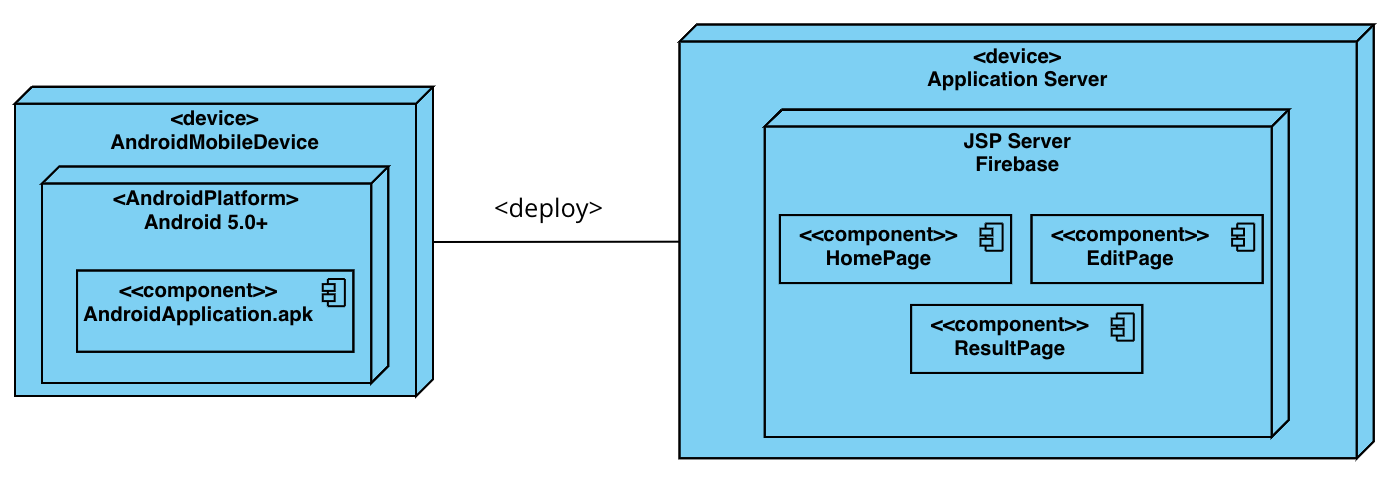 <device>
AndroidMobileDevice
<AndroidPlatform>
Android 5.0+
<<component>>
AndroidApplication.apk
<deploy>
<device>
Application Server
JSP Server
Firebase
<<component>>
HomePage
<<component>>
EditPage
<<component>>
ResultPage